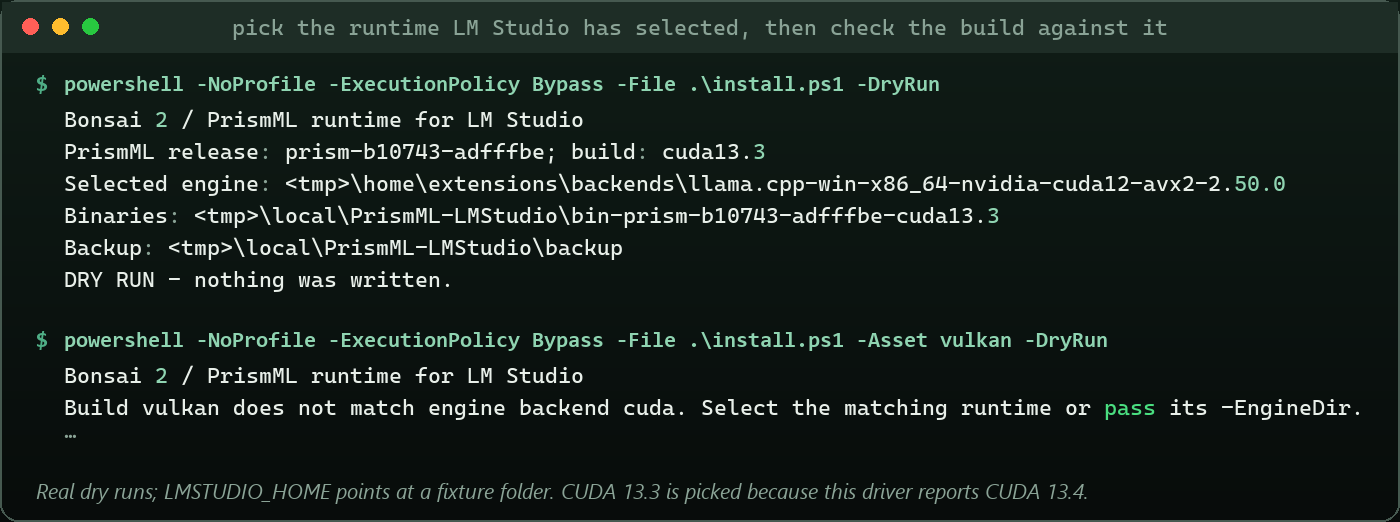 pick the runtime LM Studio has selected, then check the build against it
$ powershell -NoProfile -ExecutionPolicy Bypass -File .\install.ps1 -DryRun
Bonsai 2 / PrismML runtime for LM Studio
PrismML release: prism-b10743-adfffbe; build: cuda13.3
Selected engine: <tmp>\home\extensions\backends\llama.cpp-win-x86_64-nvidia-cuda12-avx2-2.50.0
Binaries: <tmp>\local\PrismML-LMStudio\bin-prism-b10743-adfffbe-cuda13.3
Backup: <tmp>\local\PrismML-LMStudio\backup
DRY RUN - nothing was written.
$ powershell -NoProfile -ExecutionPolicy Bypass -File .\install.ps1 -Asset vulkan -DryRun
Bonsai 2 / PrismML runtime for LM Studio
Build vulkan does not match engine backend cuda. Select the matching runtime or pass its -EngineDir.
…
Real dry runs; LMSTUDIO_HOME points at a fixture folder. CUDA 13.3 is picked because this driver reports CUDA 13.4.